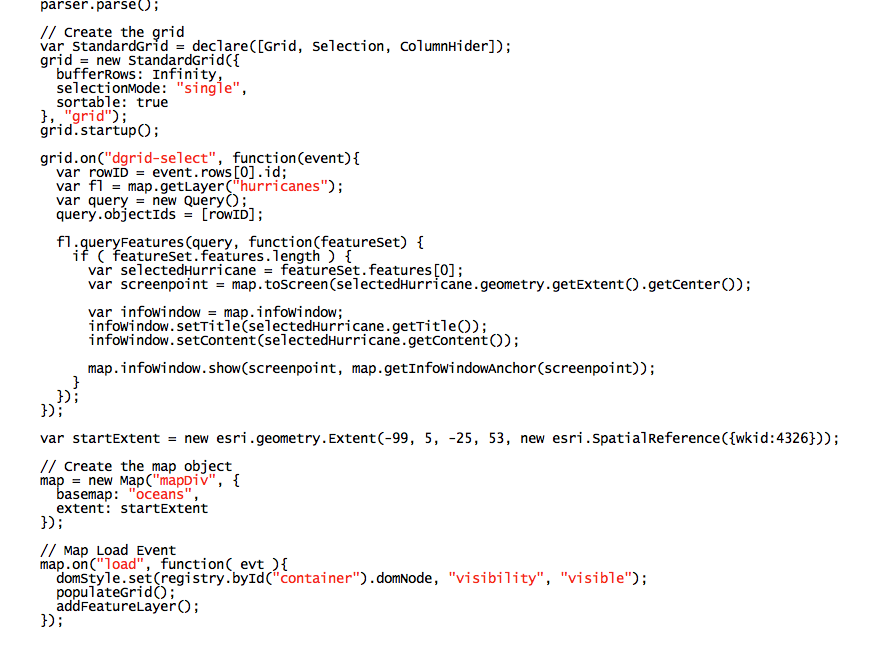 parser.parse();
// Create the grid
var StandardGrid = declare([Grid, Selection, ColumnHider]);
grid = new StandardGrid({
bufferRows: Infinity,
selectionMode: "single",
sortable: true
}, "grid");
grid.startup();
grid.on("dgrid-select", function(event){
var rowID = event.rows[0].id;
var fl = map.getLayer("hurricanes");
var query = new Query();
query.objectIds = [rowID];
fl.queryFeatures(query, function(featureSet) {
if ( featureSet.features.length ) {
var selectedHurricane = featureSet.features[0];
var screenpoint = map.toScreen(selectedHurricane.geometry.getExtent().getCenter());
var infoWindow = map.infoWindow;
infoWindow.setTitle(selectedHurricane.getTitle());
infoWindow.setContent(selectedHurricane.getContent());
map.infoWindow.show(screenpoint, map.getInfoWindowAnchor(screenpoint));
}
});
});
var startExtent = new esri.geometry.Extent(-99, 5, -25, 53, new esri.SpatialReference({wkid:4326}));
// Create the map object
map = new Map("mapDiv", {
basemap: "oceans",
extent: startExtent
});
// Map Load Event
map.on("load", function( evt ){
domStyle.set(registry.byId("container").domNode, "visibility", "visible");
populateGrid();
addFeatureLayer();
});